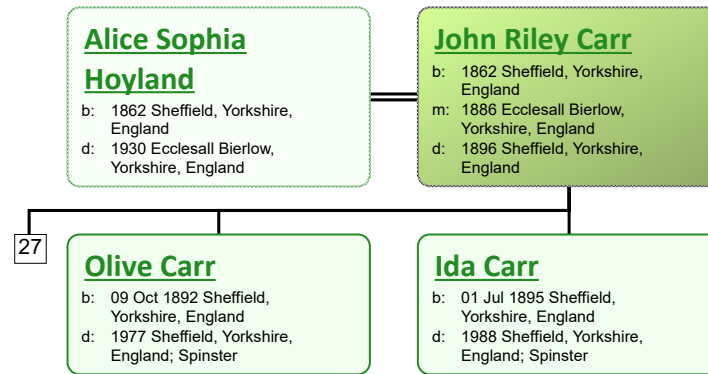 Alice Sophia
Hoyland
b: 1862 Sheffield, Yorkshire,
England
d: 1930 Ecclesall Bierlow,
Yorkshire, England
John Riley Carr
b: 1862 Sheffield, Yorkshire,
England
m: 1886 Ecclesall Bierlow,
Yorkshire, England
d: 1896 Sheffield, Yorkshire,
England
27
Olive Carr
b: 09 Oct 1892 Sheffield,
Yorkshire, England
d: 1977 Sheffield, Yorkshire,
England; Spinster
Ida Carr
b: 01 Jul 1895 Sheffield,
Yorkshire, England
d: 1988 Sheffield, Yorkshire,
England; Spinster